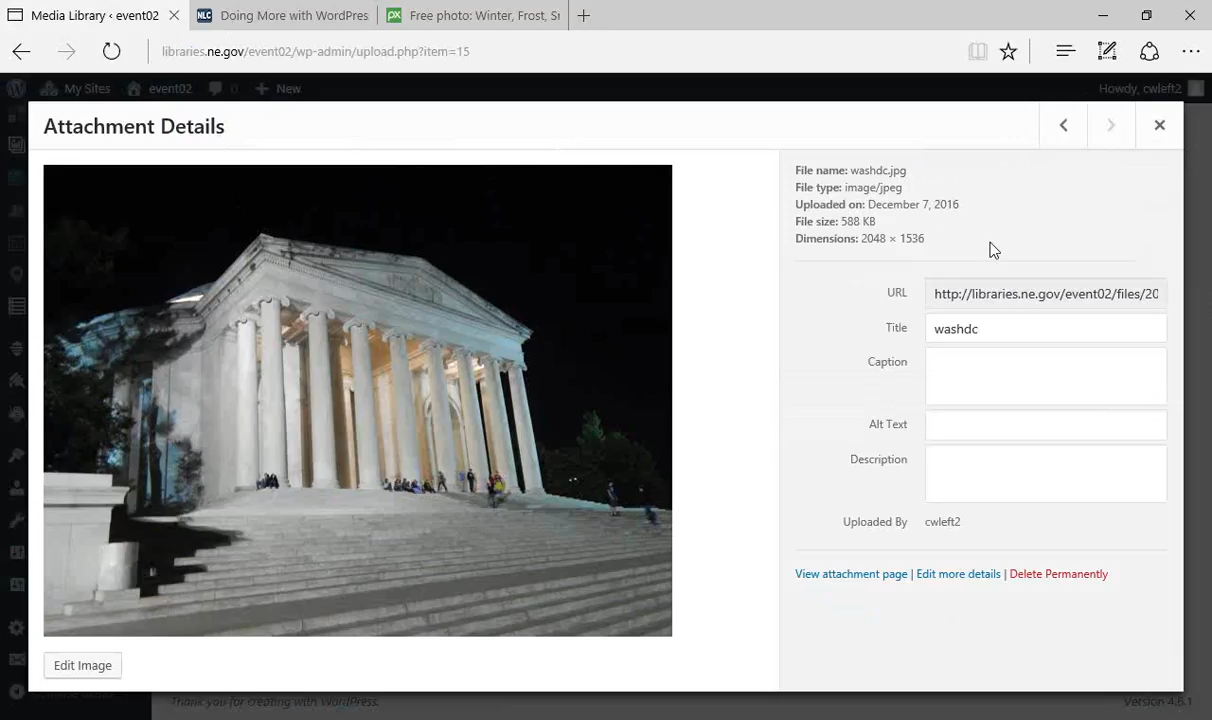 Media Library ‹ event02
NLC Doing More with WordPres
PX Free photo: Winter, Frost, Sn
libraries.ne.gov/event02/wp-admin/upload.php?item=15
My Sites event02 0 New Howdy, cwleft2
Attachment Details
File name: washdc.jpg
File type: image/jpeg
Uploaded on: December 7, 2016
File size: 588 KB
Dimensions: 2048 × 1536
URL http://libraries.ne.gov/event02/files/20
Title washdc
Caption
Alt Text
Description
Uploaded By cwleft2
View attachment page | Edit more details | Delete Permanently
Edit Image
Thank you for creating with WordPress. Version 4.6.1